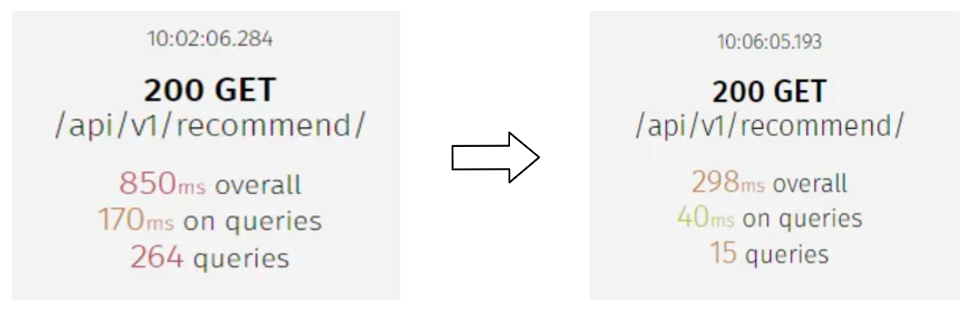 10:02:06.284
200 GET
/api/v1/recommend/
850ms overall
170ms on queries
264 queries
10:06:05.193
200 GET
/api/v1/recommend/
298ms overall
40ms on queries
15 queries